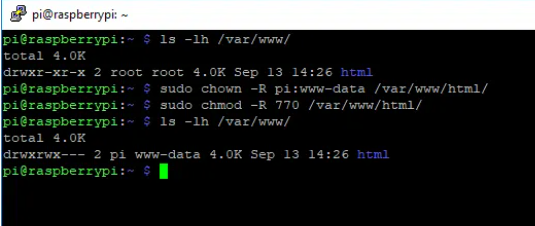 pi@raspberrypi: ~
pi@raspberrypi:~ $ ls -lh /var/www/
total 4.0K
drwxr-xr-x 2 root root 4.0K Sep 13 14:26 html
pi@raspberrypi:~ $ sudo chown -R pi:www-data /var/www/html/
pi@raspberrypi:~ $ sudo chmod -R 770 /var/www/html/
pi@raspberrypi:~ $ ls -lh /var/www/
total 4.0K
drwxrwx--- 2 pi www-data 4.0K Sep 13 14:26 html
pi@raspberrypi:~ $